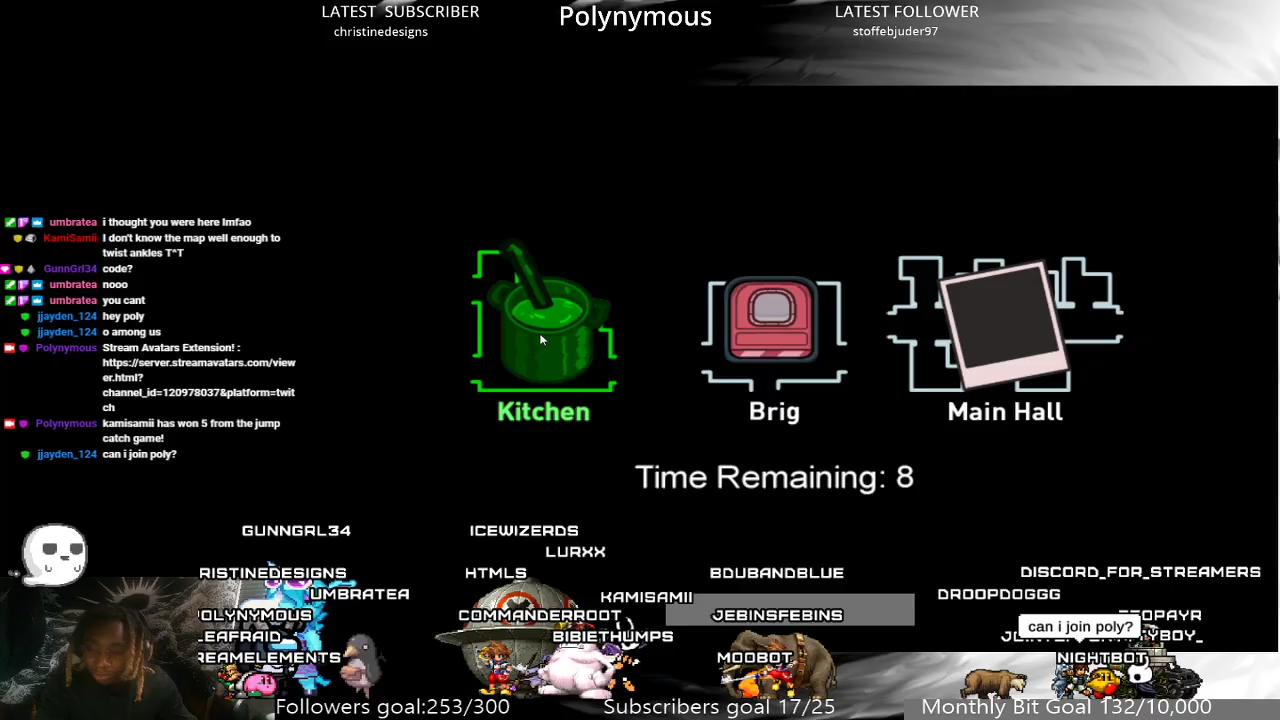 LATEST SUBSCRIBER
christinedesigns
Polynymous
LATEST FOLLOWER
stoffebjuder97
umbratea i thought you were here lmfao
KamiSamii I don't know the map well enough to
twist ankles T^T
GunnGrl34 code?
umbratea nooo
umbratea you cant
jjayden_124 hey poly
jjayden_124 o among us
Polynymous Stream Avatars Extension! :
https://server.streamavatars.com/view
er.html?
channel_id=120978037&platform=twit
ch
Polynymous kamisamii has won 5 from the jump
catch game!
jjayden_124 can i join poly?
Kitchen
Brig
Main Hall
Time Remaining: 8
GUNNGRL34
ICEWIZERDS
LURXX
RISTINEDESIGNS
HTMLS
BDUBANDBLUE
DISCORD_FOR_STREAMERS
UMBRATEA
KAMISAMII
DROOPDOGGG
OLYNYMOUS
COMMANDERROOT
JEBINSFEBINS
can i join poly?
EAFRAID
BIBIETHUMPS
REAMELEMENTS
MOOBOT
NIGHTBOT
Followers goal:253/300
Subscribers goal 17/25
Monthly Bit Goal 132/10,000